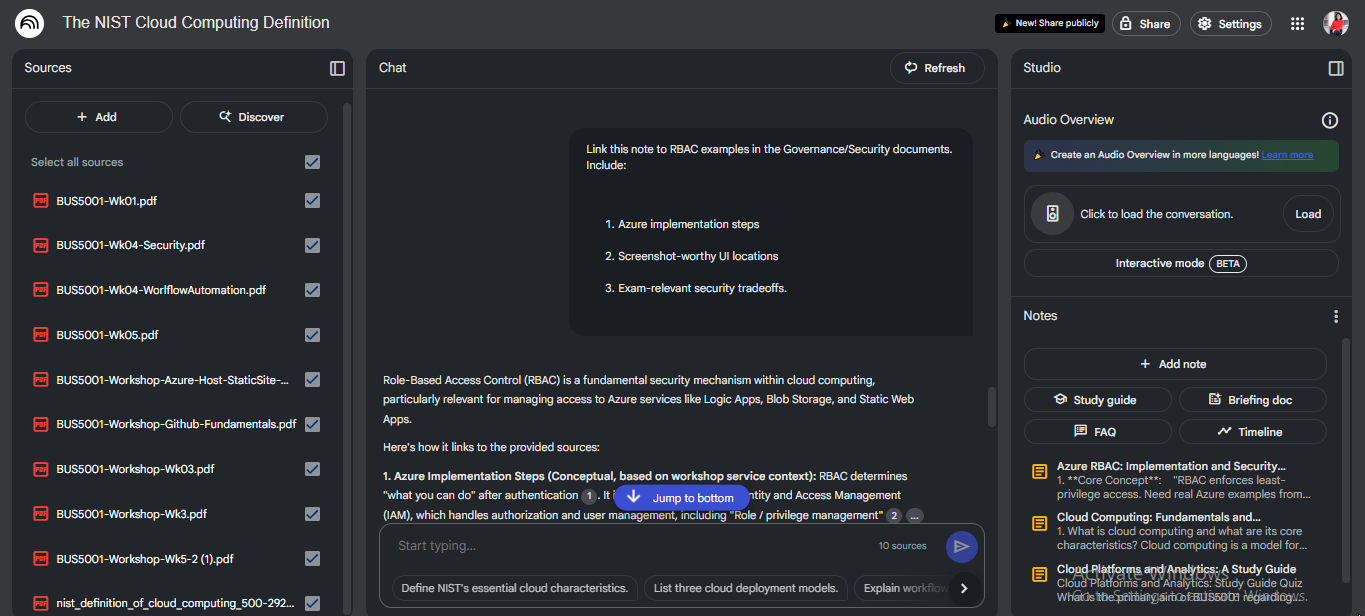 The NIST Cloud Computing Definition
New! Share publicly
Share
Settings
Sources
Add
Discover
Select all sources
BUS5001-Wk01.pdf
BUS5001-Wk04-Security.pdf
BUS5001-Wk04-WorlflowAutomation.pdf
BUS5001-Wk05.pdf
BUS5001-Workshop-Azure-Host-StaticSite-...
BUS5001-Workshop-Github-Fundamentals.pdf
BUS5001-Workshop-Wk03.pdf
BUS5001-Workshop-Wk3.pdf
BUS5001-Workshop-Wk5-2 (1).pdf
nist_definition_of_cloud_computing_500-292...
Chat
Refresh
Link this note to RBAC examples in the Governance/Security documents.
Include:
1. Azure implementation steps
2. Screenshot-worthy UI locations
3. Exam-relevant security tradeoffs.
Role-Based Access Control (RBAC) is a fundamental security mechanism within cloud computing,
particularly relevant for managing access to Azure services like Logic Apps, Blob Storage, and Static Web
Apps.
Here's how it links to the provided sources:
1. Azure Implementation Steps (Conceptual, based on workshop service context): RBAC determines
"what you can do" after authentication 1 . It entity and Access Management
Jump to bottom
(IAM), which handles authorization and user management, including "Role / privilege management" 2 ...
Start typing...
10 sources
Define NIST's essential cloud characteristics.
List three cloud deployment models.
Explain workflow
Studio
Audio Overview
Create an Audio Overview in more languages! Learn more
Click to load the conversation.
Load
Interactive mode BETA
Notes
Add note
Study guide
Briefing doc
FAQ
Timeline
Azure RBAC: Implementation and Security...
1. **Core Concept**: "RBAC enforces least-
privilege access. Need real Azure examples from...
Cloud Computing: Fundamentals and...
1. What is cloud computing and what are its core
characteristics? Cloud computing is a model for...
Cloud Platforms and Analytics: A Study Guide
Cloud Platforms and Analytics: Study Guide Quiz
What is the primary aim of BUS5001 regarding...
Activate Windows
Go to Settings to activate Windows.